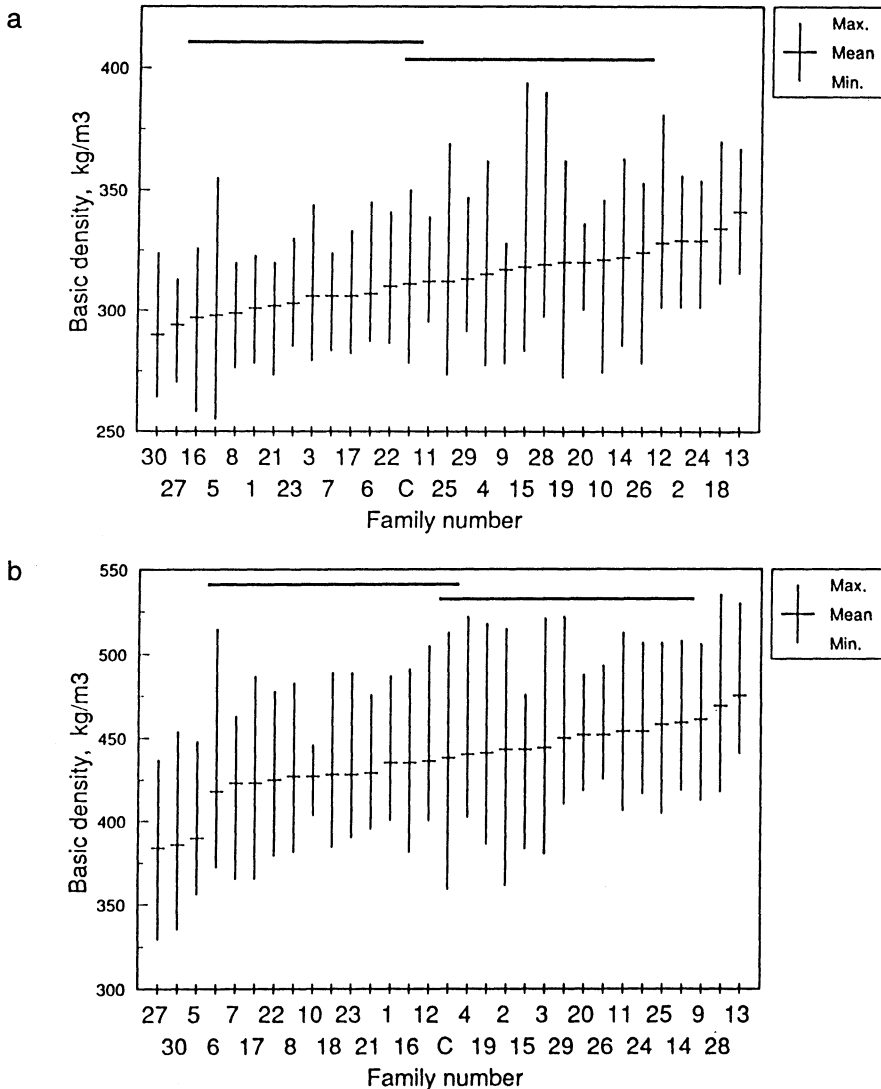 a
Max.
Mean
Min.
Basic density, kg/m3
400
350
300
250
30 16 8 21 3 17 22 11 29 9 28 20 14 12 24 13
27 5 1 23 7 6 C 25 4 15 19 10 26 2 18
Family number
b
Max.
Mean
Min.
Basic density, kg/m3
550
500
450
400
350
300
27 5 7 22 10 23 1 12 4 2 3 20 11 25 9 13
30 6 17 8 18 21 16 C 19 15 29 26 24 14 28
Family number